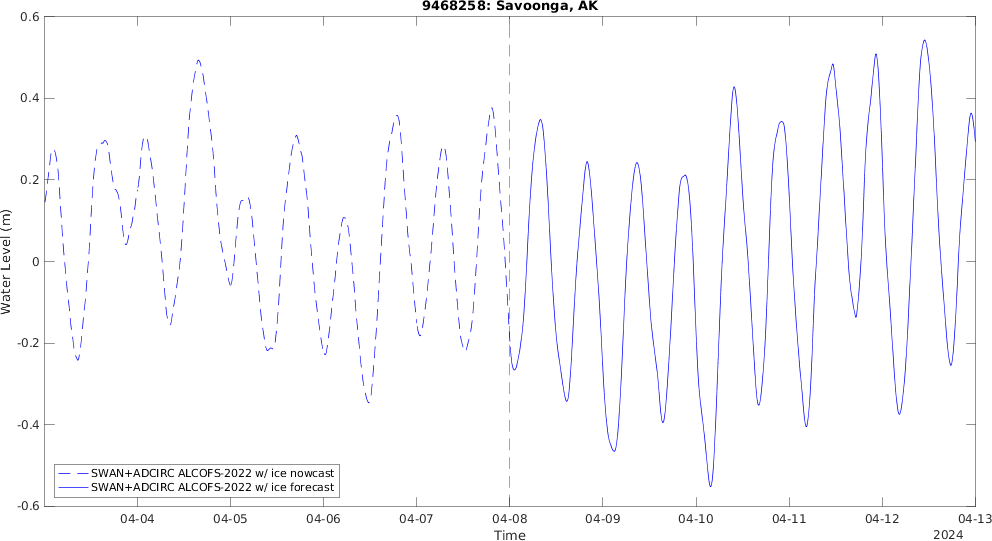 9468258: Savoonga, AK
Water Level (m)
0.6
0.4
0.2
0
-0.2
-0.4
-0.6
SWAN+ADCIRC ALCOFS-2022 w/ ice nowcast
SWAN+ADCIRC ALCOFS-2022 w/ ice forecast
04-04 04-05 04-06 04-07 04-08 04-09 04-10 04-11 04-12 04-13
Time
2024